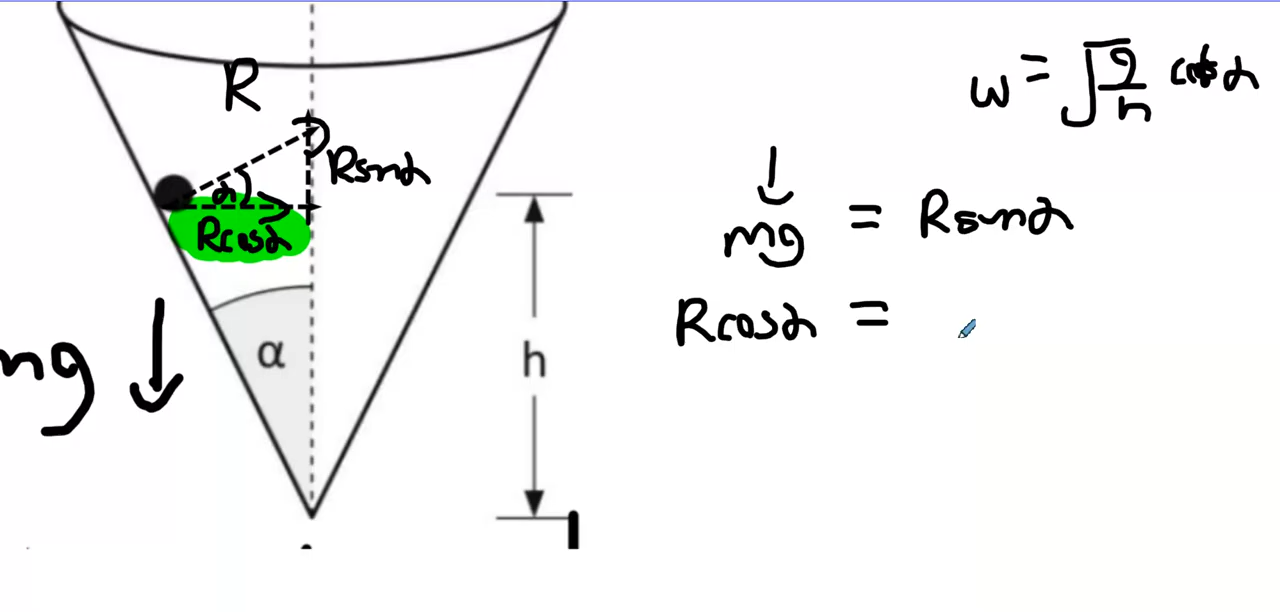 R
Rsinα
α
Rcosα
mg ↓
α
h
w = √g/h cotα
↓
mg = Rsinα
Rcosα =